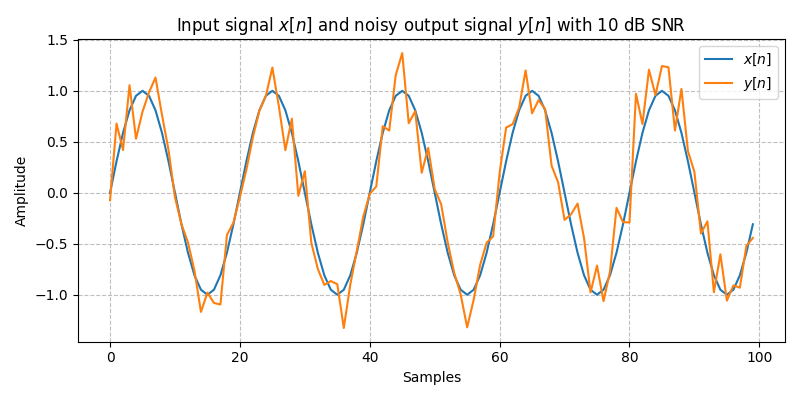 Input signal x[n] and noisy output signal y[n] with 10 dB SNR
1.5
1.0
0.5
0.0
−0.5
−1.0
Amplitude
x[n]
y[n]
0 20 40 60 80 100
Samples